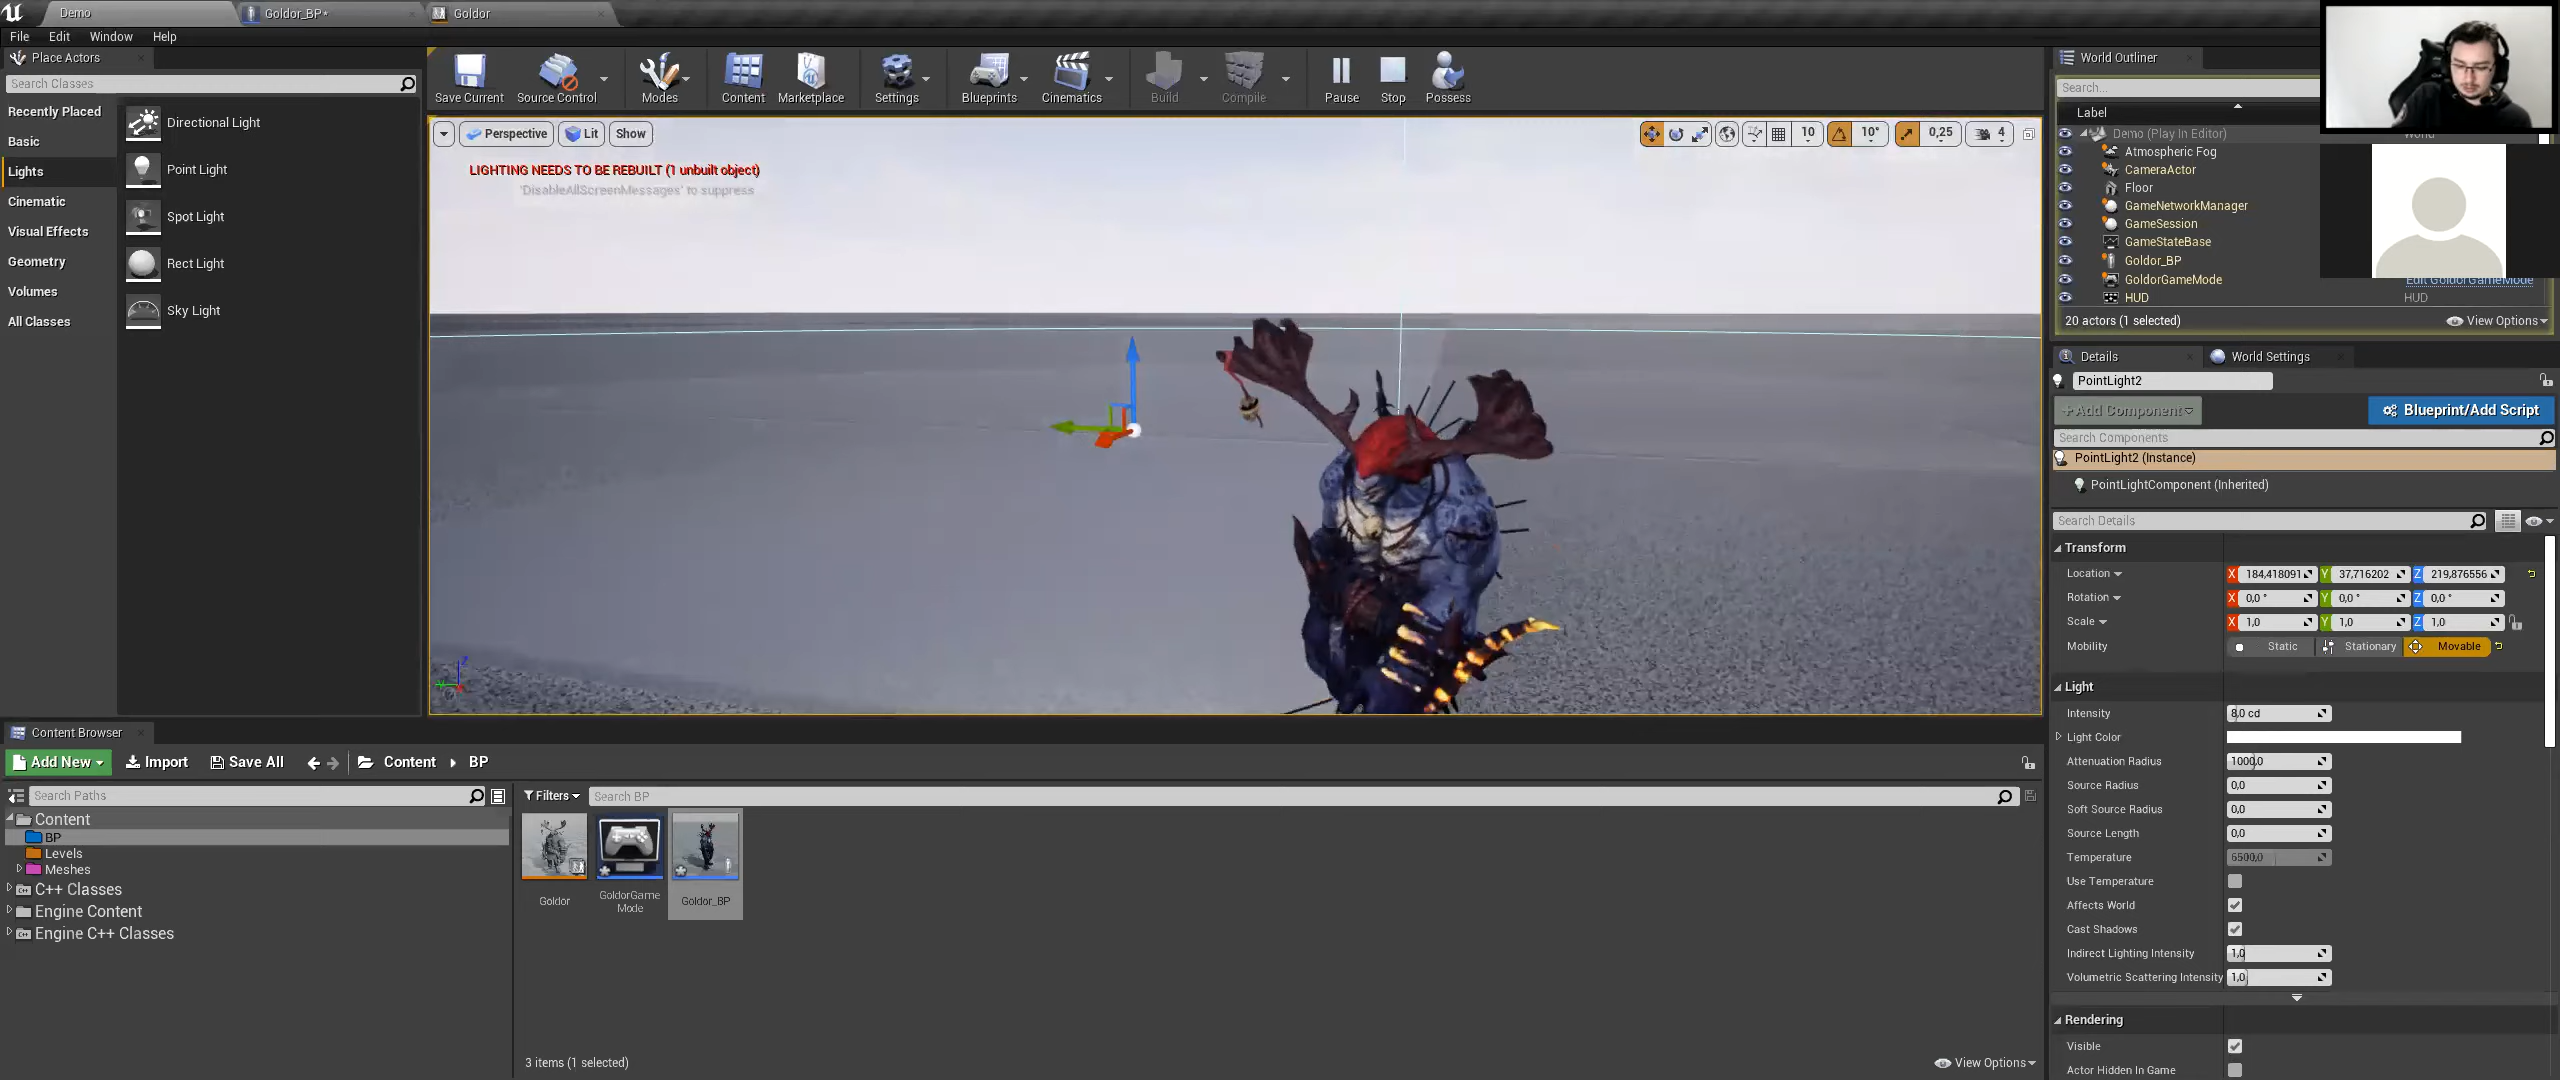 Demo
Goldor_BP*
Goldor
File Edit Window Help
Place Actors
Search Classes
Recently Placed
Basic
Lights
Cinematic
Visual Effects
Geometry
Volumes
All Classes
Directional Light
Point Light
Spot Light
Rect Light
Sky Light
Save Current
Source Control
Modes
Content
Marketplace
Settings
Blueprints
Cinematics
Build
Compile
Pause
Stop
Possess
Perspective
Lit
Show
10
10°
0,25
4
LIGHTING NEEDS TO BE REBUILT (1 unbuilt object)
'DisableAllScreenMessages' to suppress
World Outliner
Search...
Label
Demo (Play In Editor) World
Atmospheric Fog
CameraActor
Floor
GameNetworkManager
GameSession
GameStateBase
Goldor_BP
GoldorGameMode Edit GoldorGameMode
HUD HUD
20 actors (1 selected) View Options
Details
World Settings
PointLight2
+Add Component
Blueprint/Add Script
Search Components
PointLight2 (Instance)
PointLightComponent (Inherited)
Search Details
Transform
Location X 184,418091 Y 37,716202 Z 219,876556
Rotation X 0,0 ° Y 0,0 ° Z 0,0 °
Scale X 1,0 Y 1,0 Z 1,0
Mobility Static Stationary Movable
Light
Intensity 8,0 cd
Light Color
Attenuation Radius 1000,0
Source Radius 0,0
Soft Source Radius 0,0
Source Length 0,0
Temperature 6500,0
Use Temperature
Affects World
Cast Shadows
Indirect Lighting Intensity 1,0
Volumetric Scattering Intensity 1,0
Rendering
Visible
Actor Hidden In Game
Content Browser
Add New Import Save All Content BP
Search Paths
Content
BP
Levels
Meshes
C++ Classes
Engine Content
Engine C++ Classes
Filters Search BP
Goldor
GoldorGame
Mode
Goldor_BP
3 items (1 selected)
View Options